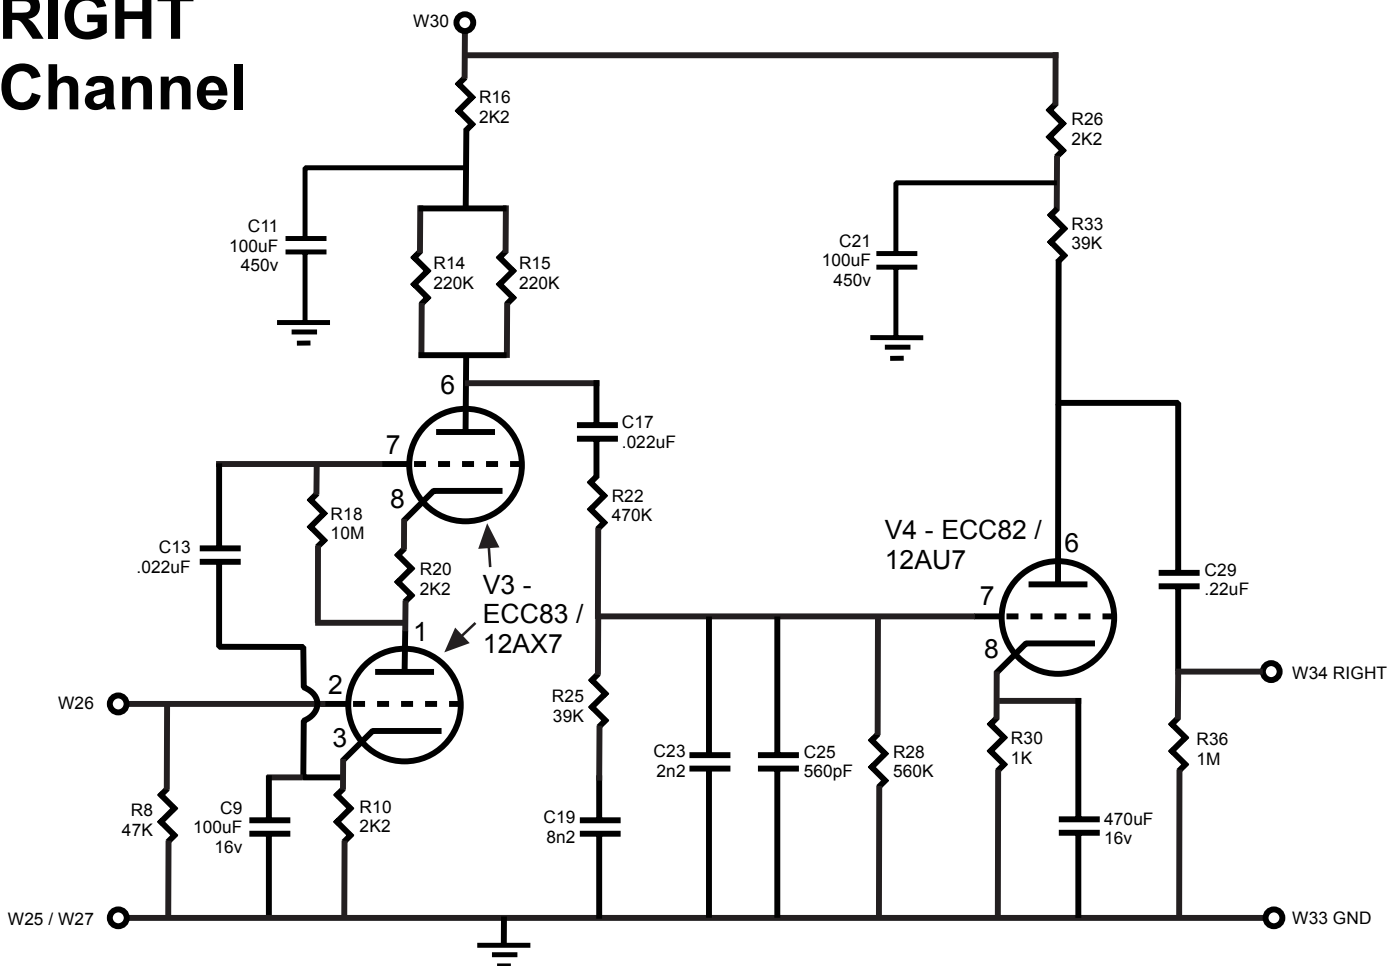 RIGHT
Channel
W30
R16
2K2
R26
2K2
C11
100uF
450v
R14
220K
R15
220K
C21
100uF
450v
R33
39K
6
7
8
C17
.022uF
R22
470K
R18
10M
C13
.022uF
R20
2K2
V3 -
ECC83 /
12AX7
1
2
3
W26
V4 - ECC82 /
12AU7
6
7
8
C29
.22uF
W34 RIGHT
R25
39K
C23
2n2
C25
560pF
R28
560K
R30
1K
R36
1M
R8
47K
C9
100uF
16v
R10
2K2
C19
8n2
470uF
16v
W25 / W27
W33 GND